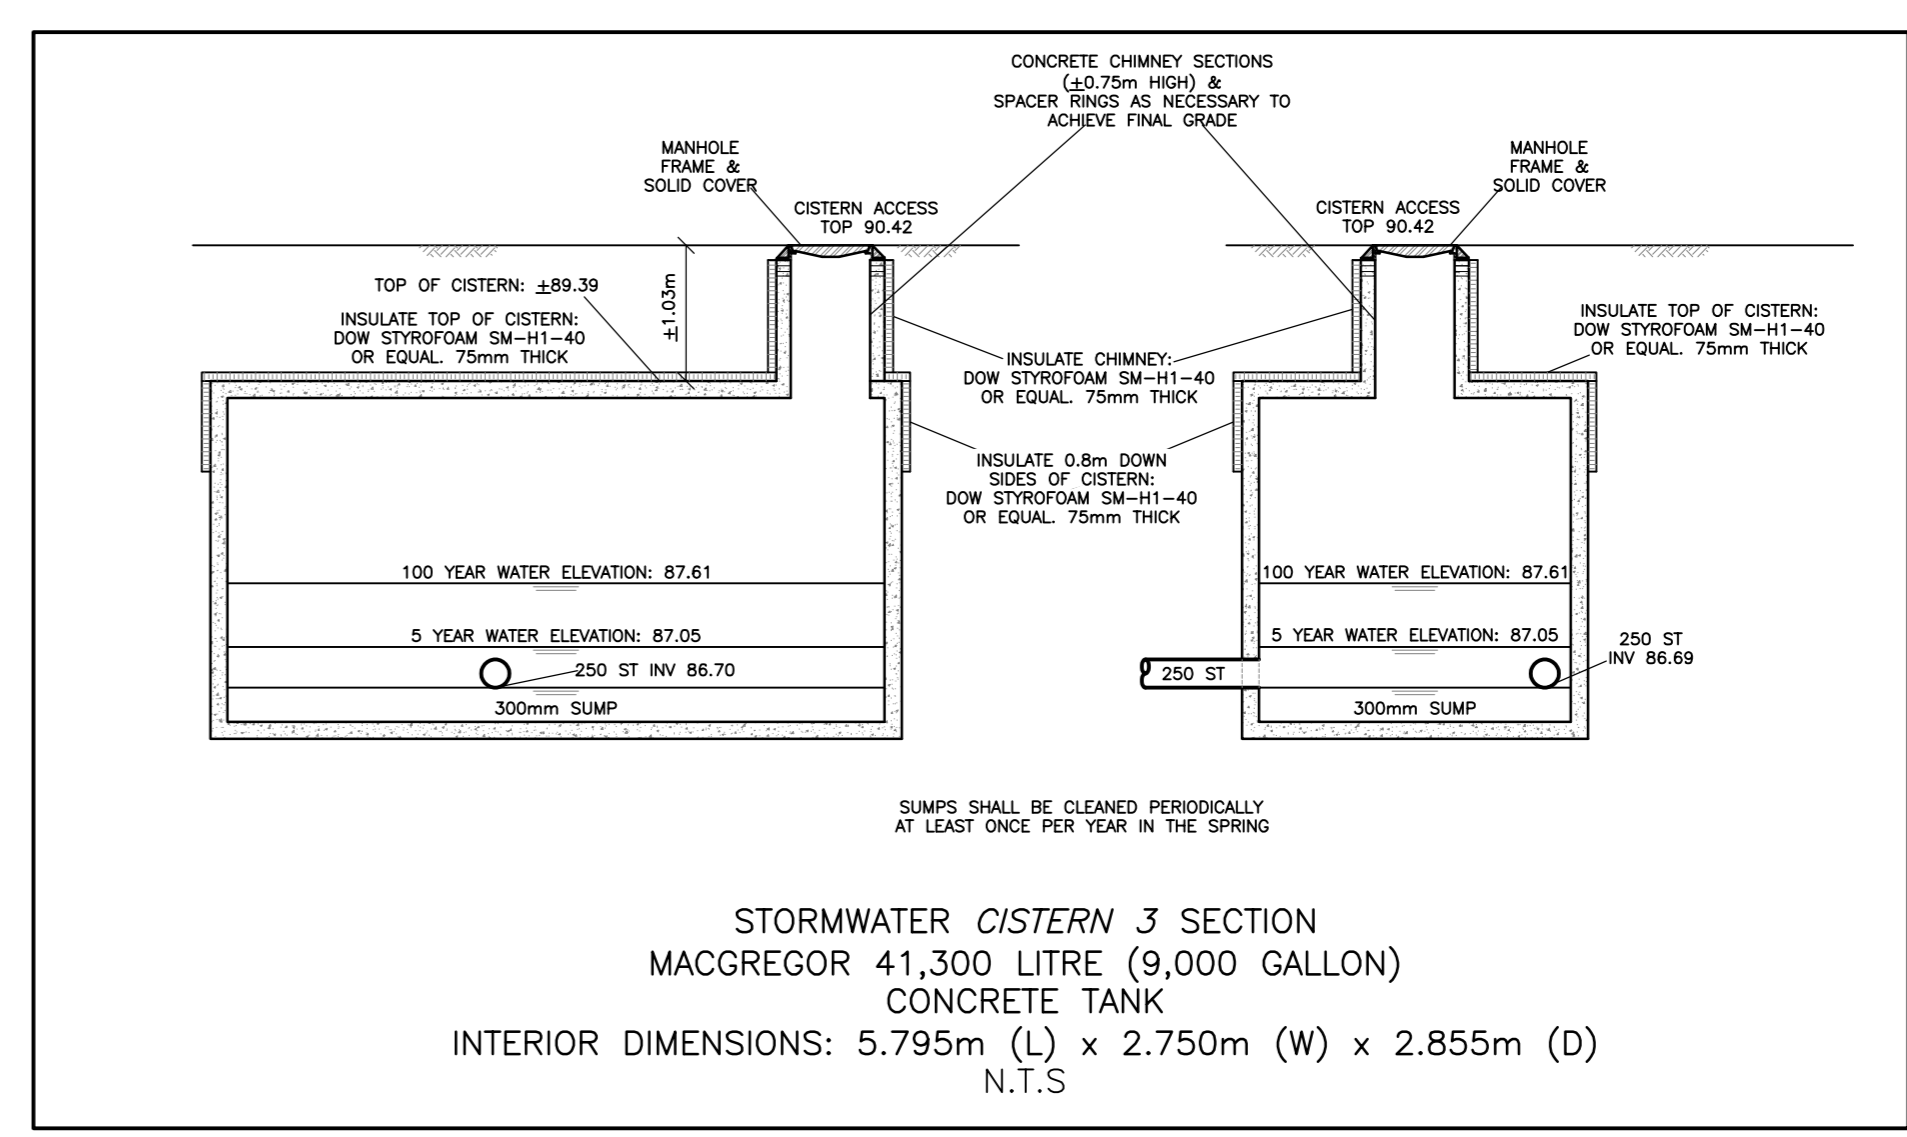 CONCRETE CHIMNEY SECTIONS
(±0.75m HIGH) &
SPACER RINGS AS NECESSARY TO
ACHIEVE FINAL GRADE
MANHOLE
FRAME &
SOLID COVER
CISTERN ACCESS
TOP 90.42
MANHOLE
FRAME &
SOLID COVER
CISTERN ACCESS
TOP 90.42
TOP OF CISTERN: ±89.39
±1.03m
INSULATE TOP OF CISTERN:
DOW STYROFOAM SM-H1-40
OR EQUAL. 75mm THICK
INSULATE TOP OF CISTERN:
DOW STYROFOAM SM-H1-40
OR EQUAL. 75mm THICK
INSULATE CHIMNEY:
DOW STYROFOAM SM-H1-40
OR EQUAL. 75mm THICK
INSULATE 0.8m DOWN
SIDES OF CISTERN:
DOW STYROFOAM SM-H1-40
OR EQUAL. 75mm THICK
100 YEAR WATER ELEVATION: 87.61
5 YEAR WATER ELEVATION: 87.05
250 ST INV 86.70
300mm SUMP
100 YEAR WATER ELEVATION: 87.61
5 YEAR WATER ELEVATION: 87.05
250 ST
INV 86.69
250 ST
300mm SUMP
SUMPS SHALL BE CLEANED PERIODICALLY
AT LEAST ONCE PER YEAR IN THE SPRING
STORMWATER CISTERN 3 SECTION
MACGREGOR 41,300 LITRE (9,000 GALLON)
CONCRETE TANK
INTERIOR DIMENSIONS: 5.795m (L) x 2.750m (W) x 2.855m (D)
N.T.S